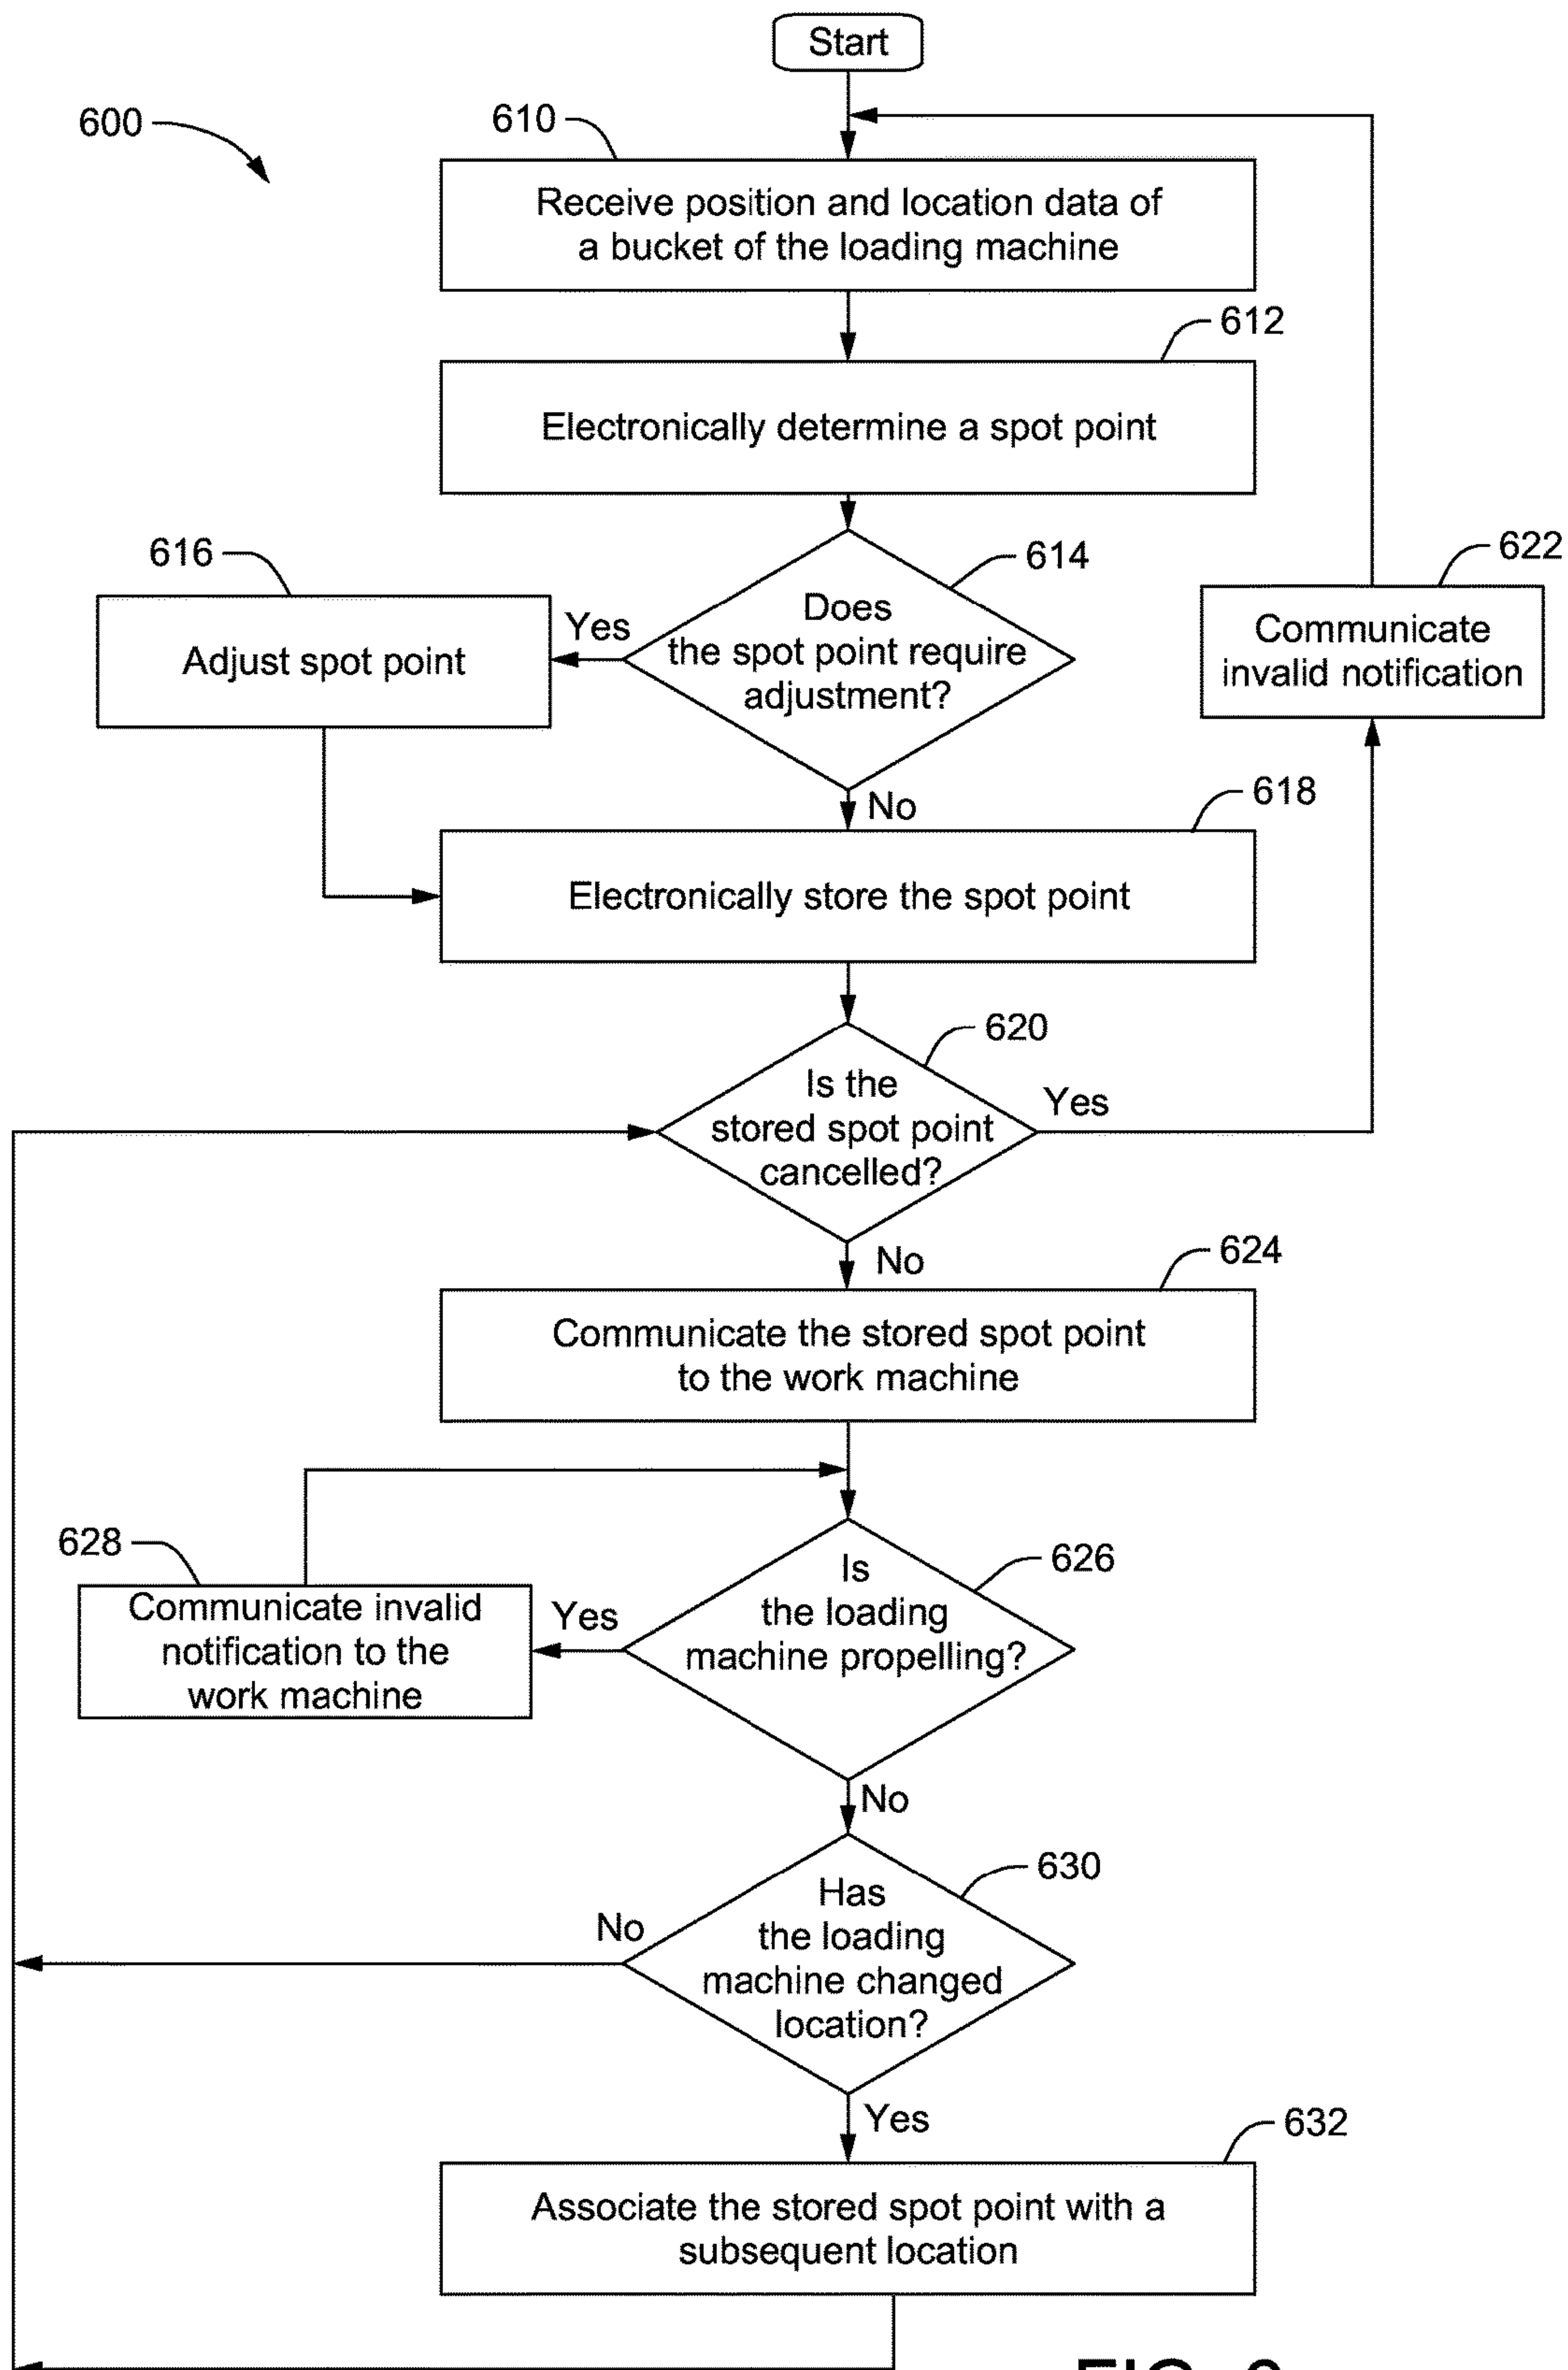 Start
600
610
Receive position and location data of
a bucket of the loading machine
612
Electronically determine a spot point
614
Does
the spot point require
adjustment?
616
Yes
Adjust spot point
622
Communicate
invalid notification
No
618
Electronically store the spot point
620
Is the
stored spot point
cancelled?
Yes
No
624
Communicate the stored spot point
to the work machine
626
Is
the loading
machine propelling?
628
Yes
Communicate invalid
notification to the
work machine
No
630
Has
the loading
machine changed
location?
No
Yes
632
Associate the stored spot point with a
subsequent location